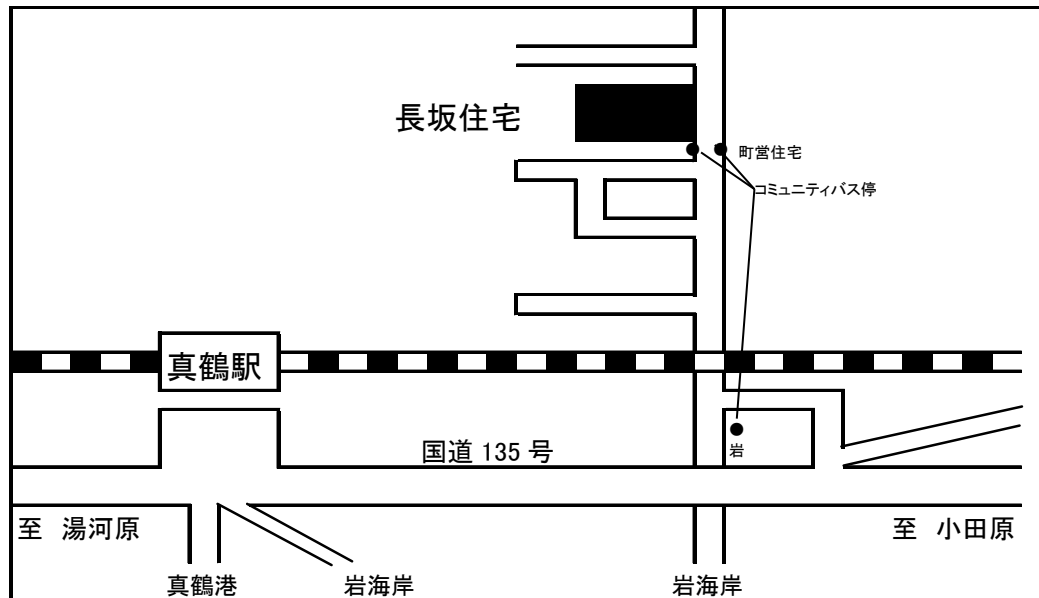 長坂住宅
町営住宅
コミュニティバス停
真鶴駅
岩
国道 135 号
至 湯河原
至 小田原
真鶴港
岩海岸
岩海岸